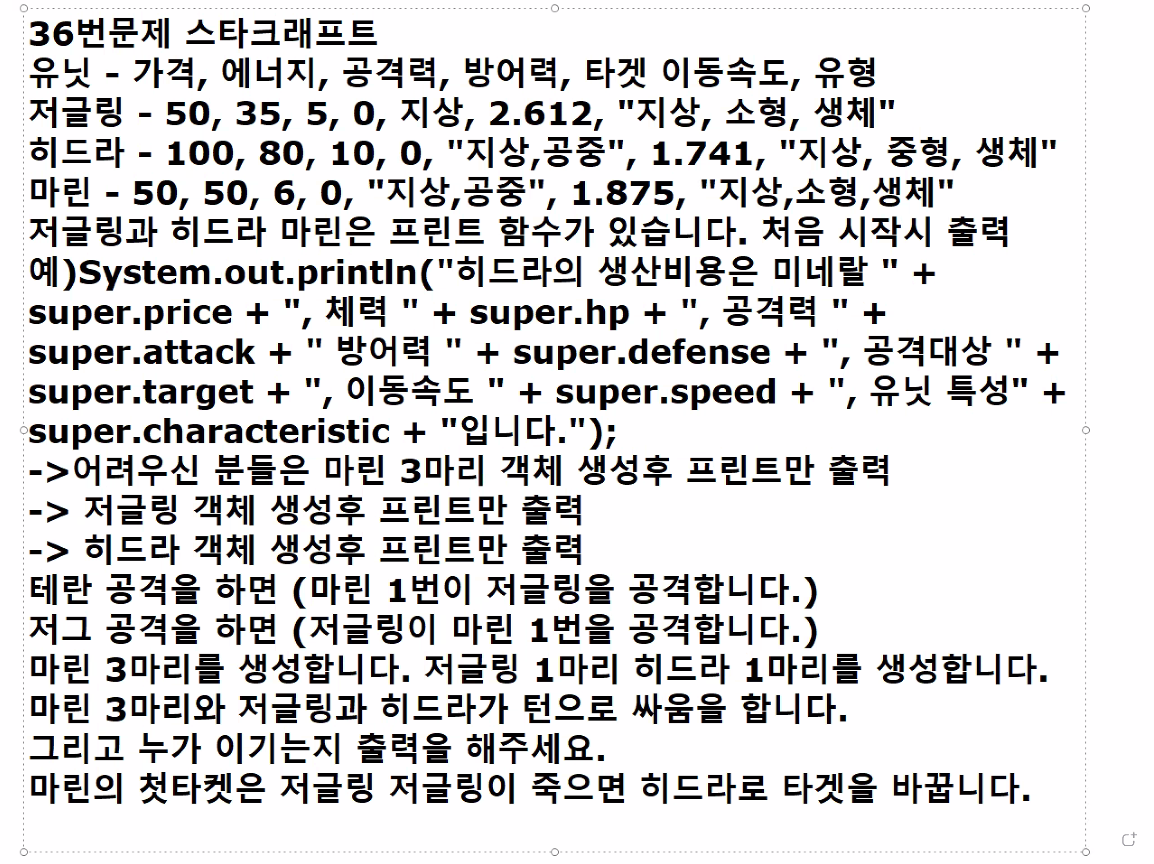 36번문제 스타크래프트
유닛 - 가격, 에너지, 공격력, 방어력, 타겟 이동속도, 유형
저글링 - 50, 35, 5, 0, 지상, 2.612, "지상, 소형, 생체"
히드라 - 100, 80, 10, 0, "지상,공중", 1.741, "지상, 중형, 생체"
마린 - 50, 50, 6, 0, "지상,공중", 1.875, "지상,소형,생체"
저글링과 히드라 마린은 프린트 함수가 있습니다. 처음 시작시 출력
예)System.out.println("히드라의 생산비용은 미네랄 " +
super.price + ", 체력 " + super.hp + ", 공격력 " +
super.attack + " 방어력 " + super.defense + ", 공격대상 " +
super.target + ", 이동속도 " + super.speed + ", 유닛 특성" +
super.characteristic + "입니다.");
->어려우신 분들은 마린 3마리 객체 생성후 프린트만 출력
-> 저글링 객체 생성후 프린트만 출력
-> 히드라 객체 생성후 프린트만 출력
테란 공격을 하면 (마린 1번이 저글링을 공격합니다.)
저그 공격을 하면 (저글링이 마린 1번을 공격합니다.)
마린 3마리를 생성합니다. 저글링 1마리 히드라 1마리를 생성합니다.
마린 3마리와 저글링과 히드라가 턴으로 싸움을 합니다.
그리고 누가 이기는지 출력을 해주세요.
마린의 첫타켓은 저글링 저글링이 죽으면 히드라로 타겟을 바꿉니다.